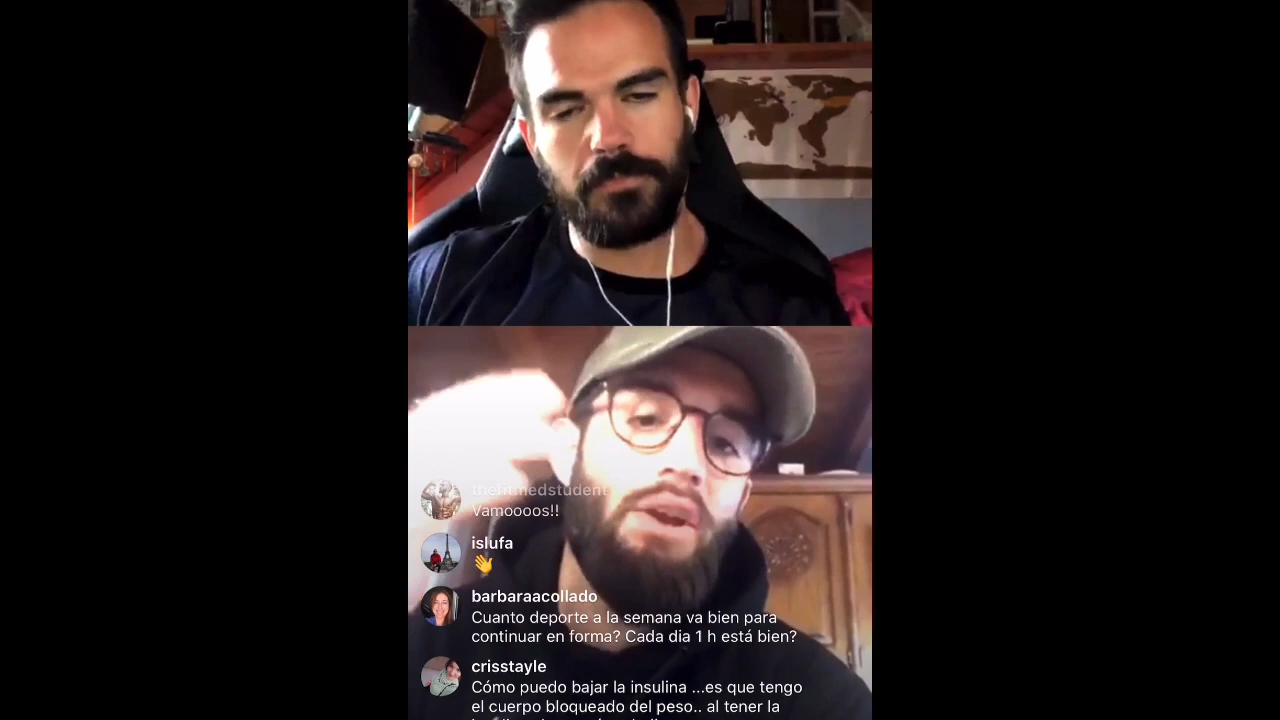 thefitmedstudent
Vamoooos!!
islufa
👋
barbaraacollado
Cuanto deporte a la semana va bien para
continuar en forma? Cada dia 1 h está bien?
crisstayle
Cómo puedo bajar la insulina ...es que tengo
el cuerpo bloqueado del peso.. al tener la